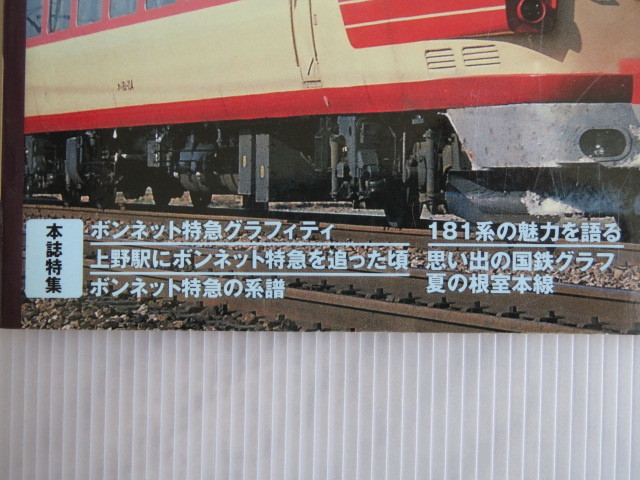 本誌特集
ボンネット特急グラフィティ
上野駅にボンネット特急を追った頃
ボンネット特急の系譜
181系の魅力を語る
思い出の国鉄グラフ
夏の根室本線